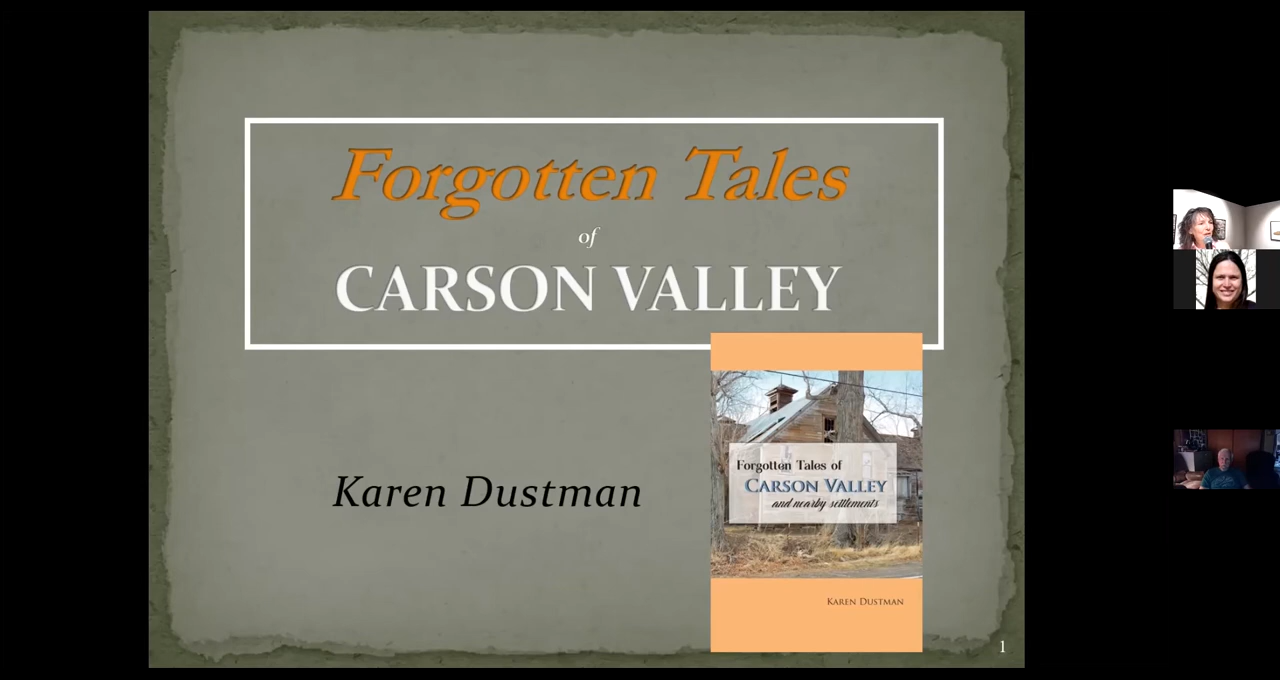 Forgotten Tales
of
CARSON VALLEY
Karen Dustman
Forgotten Tales of
CARSON VALLEY
and nearby settlements
KAREN DUSTMAN
1